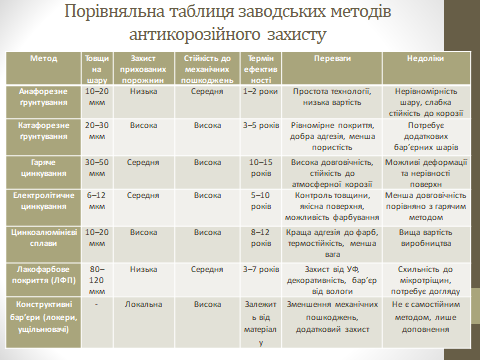 Порівняльна таблиця заводських методів
антикорозійного захисту
Метод
Товщи
на
шару
Захист
прихованих
порожнин
Стійкість до
механічних
пошкоджень
Термін
ефектив
ності
Переваги
Недоліки
Анафорезне
ґрунтування
10–20
мкм
Низька
Середня
1–2 роки
Простота технології,
низька вартість
Нерівномірність
шару, слабка
стійкість до корозії
Катафорезне
ґрунтування
20–30
мкм
Висока
Висока
3–5 років
Рівномірне покриття,
добра адгезія, менша
пористість
Потребує
додаткових
бар’єрних шарів
Гаряче
цинкування
30–50
мкм
Середня
Висока
10–15
років
Висока довговічність,
стійкість до
атмосферної корозії
Можливі деформації
та нерівності
поверхн
Електролітичне
цинкування
6–12
мкм
Середня
Висока
5–10
років
Контроль товщини,
якісна поверхня,
можливість фарбування
Менша довговічність
порівняно з гарячим
методом
Цинкоалюмінієві
сплави
10–20
мкм
Висока
Висока
8–12
років
Краща адгезія до фарб,
термостійкість, менша
вага
Вища вартість
виробництва
Лакофарбове
покриття (ЛФП)
80–
120
мкм
Низька
Середня
3–7 років
Захист від УФ,
декоративність, бар’єр
від вологи
Схильність до
мікротріщин,
потребує догляду
Конструктивні
бар’єри (локери,
ущільнювачі)
-
Локальна
Висока
Залежит
ь від
матеріал
у
Зменшення механічних
пошкоджень,
додатковий захист
Не є самостійним
методом, лише
доповнення